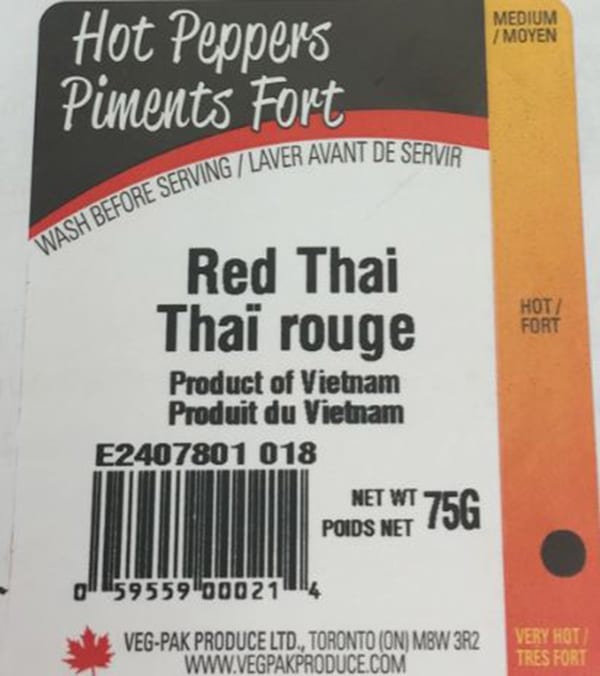 Hot Peppers
Piments Fort
WASH BEFORE SERVING / LAVER AVANT DE SERVIR
MEDIUM
/ MOYEN
Red Thai
Thaï rouge
HOT /
FORT
Product of Vietnam
Produit du Vietnam
E2407801 018
NET WT 75G
POIDS NET
0 59559 00021 4
VEG-PAK PRODUCE LTD., TORONTO (ON) M8W 3R2
WWW.VEGPAKPRODUCE.COM
VERY HOT /
TRES FORT